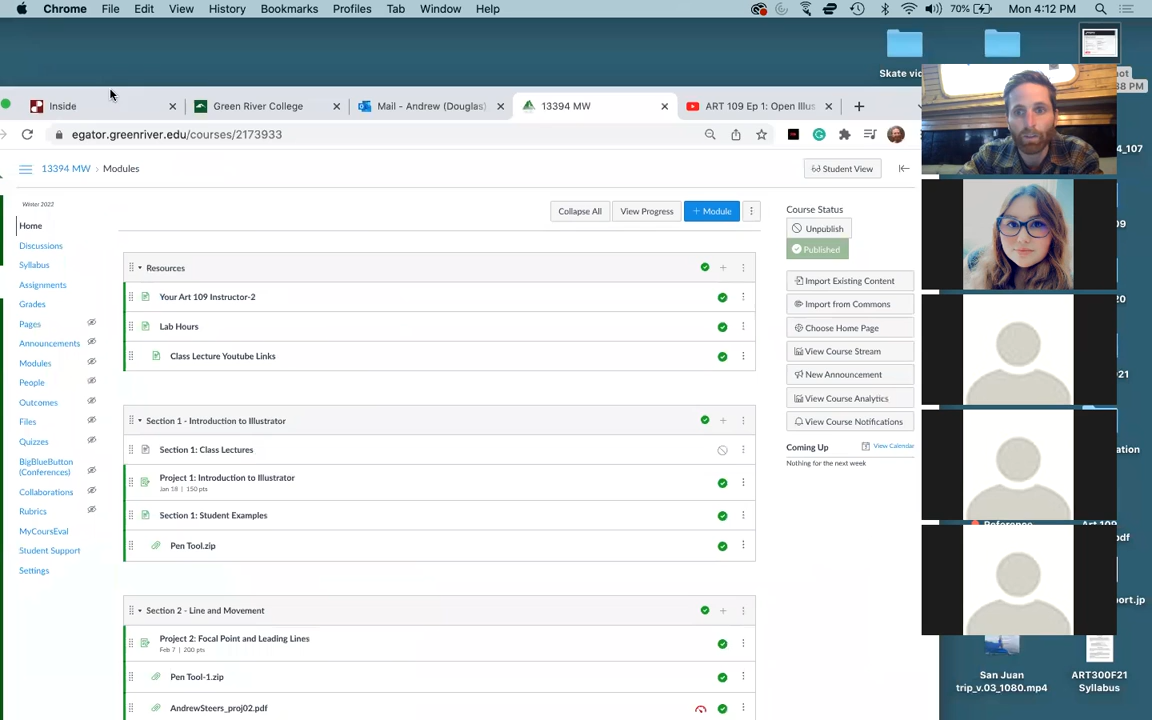 Chrome File Edit View History Bookmarks Profiles Tab Window Help
70% Mon 4:12 PM
Skate
Inside
Green River College
Mail - Andrew (Douglas)
13394 MW
ART 109 Ep 1: Open Illus
egator.greenriver.edu/courses/2173933
13394 MW > Modules
Student View
Winter 2022
Home
Discussions
Syllabus
Assignments
Grades
Pages
Announcements
Modules
People
Outcomes
Files
Quizzes
BigBlueButton
(Conferences)
Collaborations
Rubrics
MyCoursEval
Student Support
Settings
Collapse All
View Progress
+ Module
Resources
Your Art 109 Instructor-2
Lab Hours
Class Lecture Youtube Links
Section 1 - Introduction to Illustrator
Section 1: Class Lectures
Project 1: Introduction to Illustrator
Jan 18 | 150 pts
Section 1: Student Examples
Pen Tool.zip
Section 2 - Line and Movement
Project 2: Focal Point and Leading Lines
Feb 7 | 200 pts
Pen Tool-1.zip
AndrewSteers_proj02.pdf
Course Status
Unpublish
Published
Import Existing Content
Import from Commons
Choose Home Page
View Course Stream
New Announcement
View Course Analytics
View Course Notifications
Coming Up
View Calendar
Nothing for the next week
San Juan
trip_v.03_1080.mp4
ART300F21
Syllabus